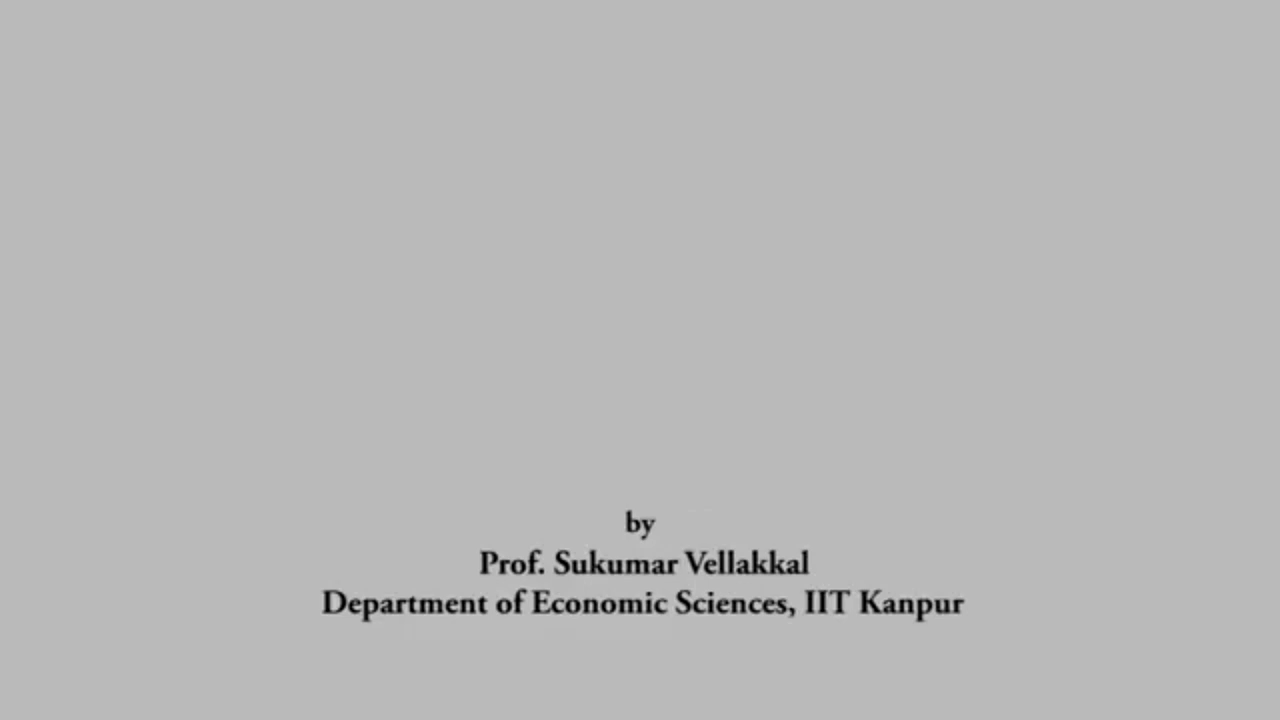 by
Prof. Sukumar Vellakkal
Department of Economic Sciences, IIT Kanpur